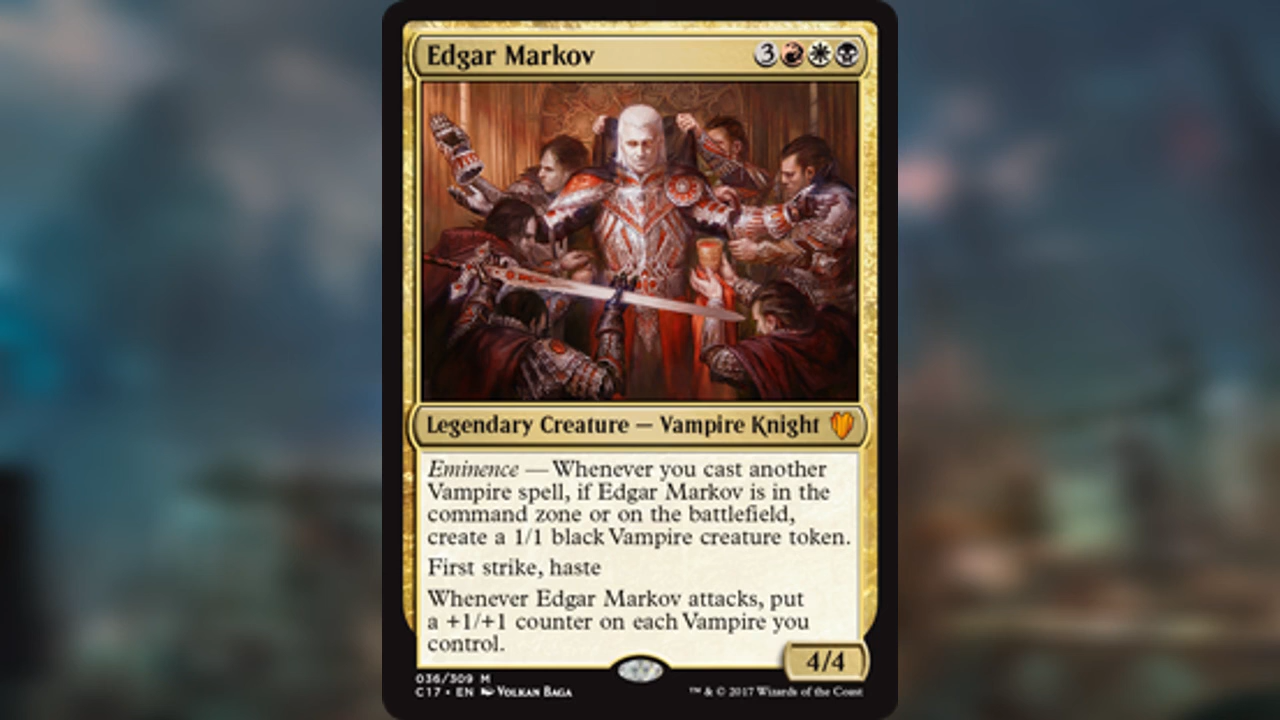 Edgar Markov 3
Legendary Creature — Vampire Knight
Eminence — Whenever you cast another
Vampire spell, if Edgar Markov is in the
command zone or on the battlefield,
create a 1/1 black Vampire creature token.
First strike, haste
Whenever Edgar Markov attacks, put
a +1/+1 counter on each Vampire you
control.
4/4
036/309 M
C17 • EN VOLKAN BAGA
™ & © 2017 Wizards of the Coast